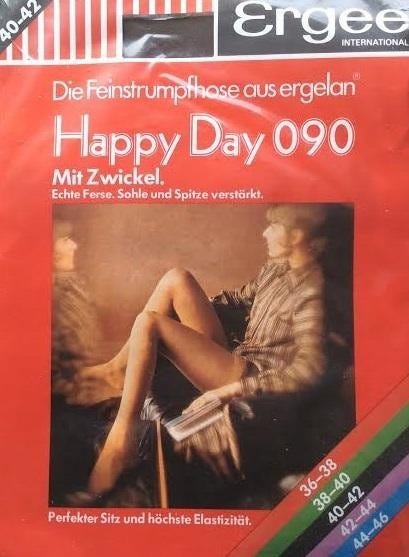 40-42
Ergee
INTERNATIONAL
Die Feinstrumpfhose aus ergelan®
Happy Day 090
Mit Zwickel.
Echte Ferse. Sohle und Spitze verstärkt.
36-38
38-40
40-42
42-44
44-46
Perfekter Sitz und höchste Elastizität.